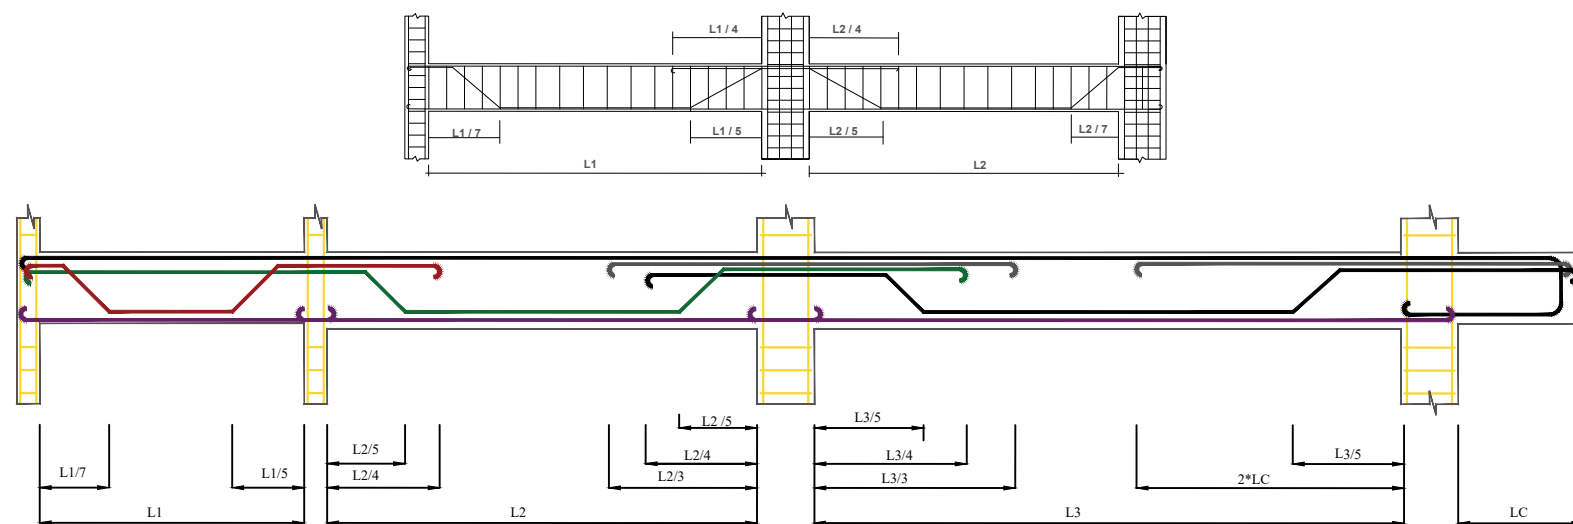 L1 / 4
L2 / 4
L1 / 7
L1 / 5
L2 / 5
L2 / 7
L1
L2
L2 /5
L3/5
L1/7
L1/5
L2/5
L2/4
L2/4
L2/3
L3/4
L3/3
2*LC
L3/5
L1
L2
L3
LC